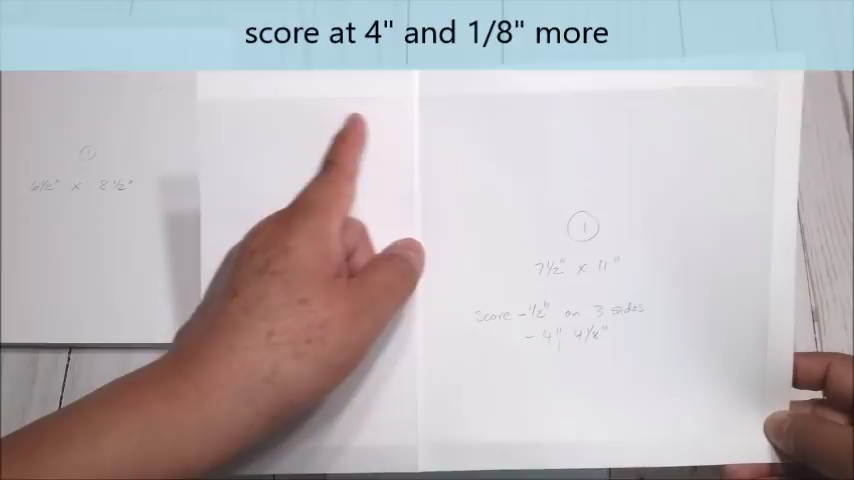 score at 4" and 1/8" more
①
6½" x 8½"
①
7½" x 11"
Score - ½" on 3 sides
- 4", 4⅛"